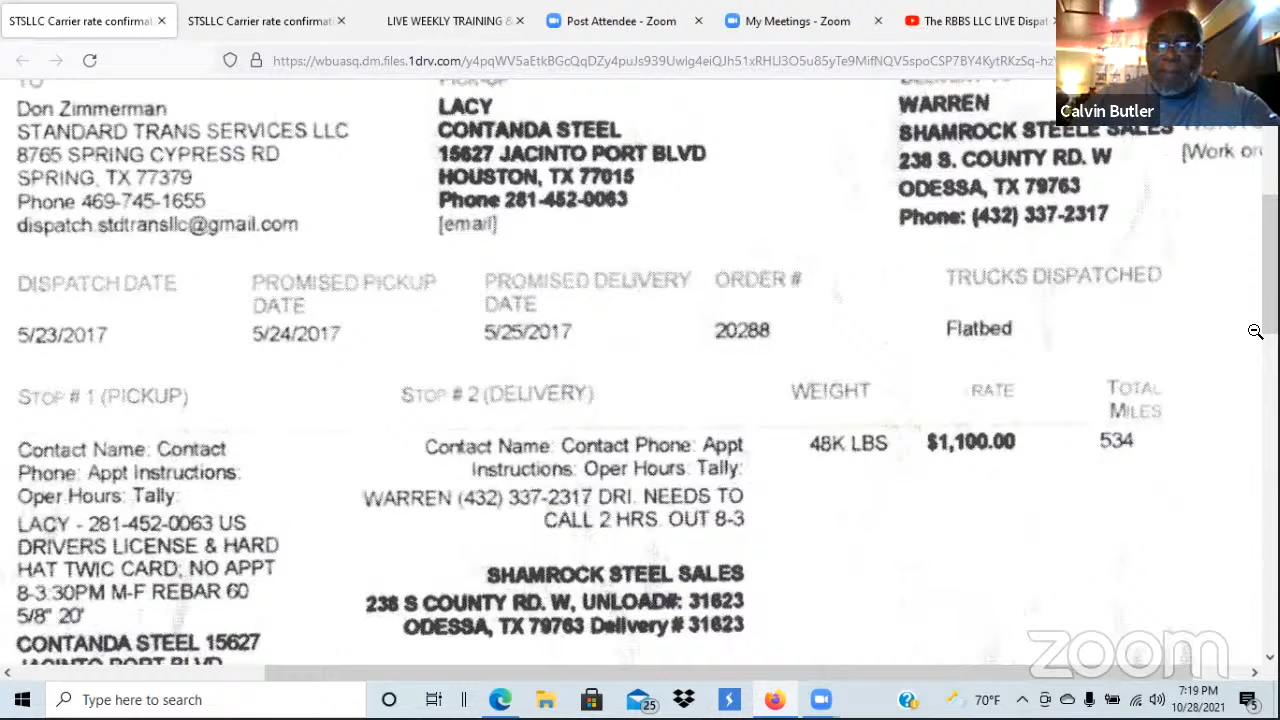 STSLLC Carrier rate confirmat
STSLLC Carrier rate confirmati
LIVE WEEKLY TRAINING &
Post Attendee - Zoom
My Meetings - Zoom
The RBBS LLC LIVE Dispat
Calvin Butler
TO
Don Zimmerman
STANDARD TRANS SERVICES LLC
8765 SPRING CYPRESS RD
SPRING, TX 77379
Phone 469-745-1655
dispatch.stdtransllc@gmail.com
LACY
CONTANDA STEEL
15627 JACINTO PORT BLVD
HOUSTON, TX 77015
Phone 281-452-0063
[email]
WARREN
SHAMROCK STEELE SALES
238 S. COUNTY RD. W
ODESSA, TX 79763
Phone: (432) 337-2317
[Work or
DISPATCH DATE
PROMISED PICKUP
DATE
PROMISED DELIVERY
DATE
ORDER #
TRUCKS DISPATCHED
5/23/2017
5/24/2017
5/25/2017
20288
Flatbed
STOP # 1 (PICKUP)
STOP # 2 (DELIVERY)
WEIGHT
RATE
TOTAL
MILES
Contact Name: Contact
Phone: Appt Instructions:
Oper Hours: Tally:
LACY - 281-452-0063 US
DRIVERS LICENSE & HARD
HAT TWIC CARD; NO APPT
8-3:30PM M-F REBAR 60
5/8" 20'
CONTANDA STEEL 15627
JACINTO PORT BLVD
Contact Name: Contact Phone: Appt
Instructions: Oper Hours: Tally:
WARREN (432) 337-2317 DRI. NEEDS TO
CALL 2 HRS. OUT 8-3
SHAMROCK STEEL SALES
238 S COUNTY RD. W, UNLOAD#: 31623
ODESSA, TX 79763 Delivery # 31623
48K LBS
$1,100.00
534
zoom
Type here to search
25
70°F
7:19 PM
10/28/2021
5